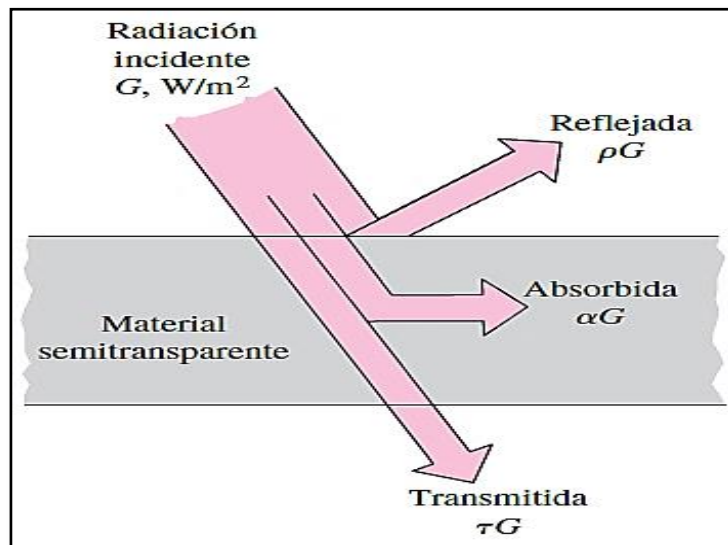 Radiación
incidente
G, W/m²
Reflejada
ρG
Absorbida
αG
Material
semitransparente
Transmitida
τG